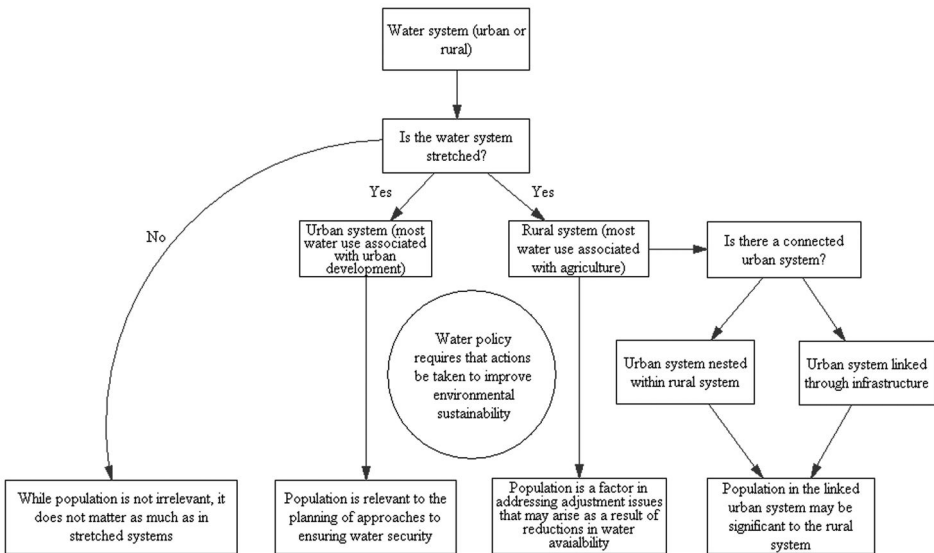 Water system (urban or
rural)
Is the water system
stretched?
Yes
Yes
No
Urban system (most
water use associated
with urban
development)
Rural system (most
water use associated
with agriculture)
Is there a connected
urban system?
Water policy
requires that actions
be taken to improve
environmental
sustainability
Urban system nested
within rural system
Urban system linked
through infrastructure
While population is not irrelevant, it
does not matter as much as in
stretched systems
Population is relevant to the
planning of approaches to
ensuring water security
Population is a factor in
addressing adjustment issues
that may arise as a result of
reductions in water
avaialbility
Population in the linked
urban system may be
significant to the rural
system